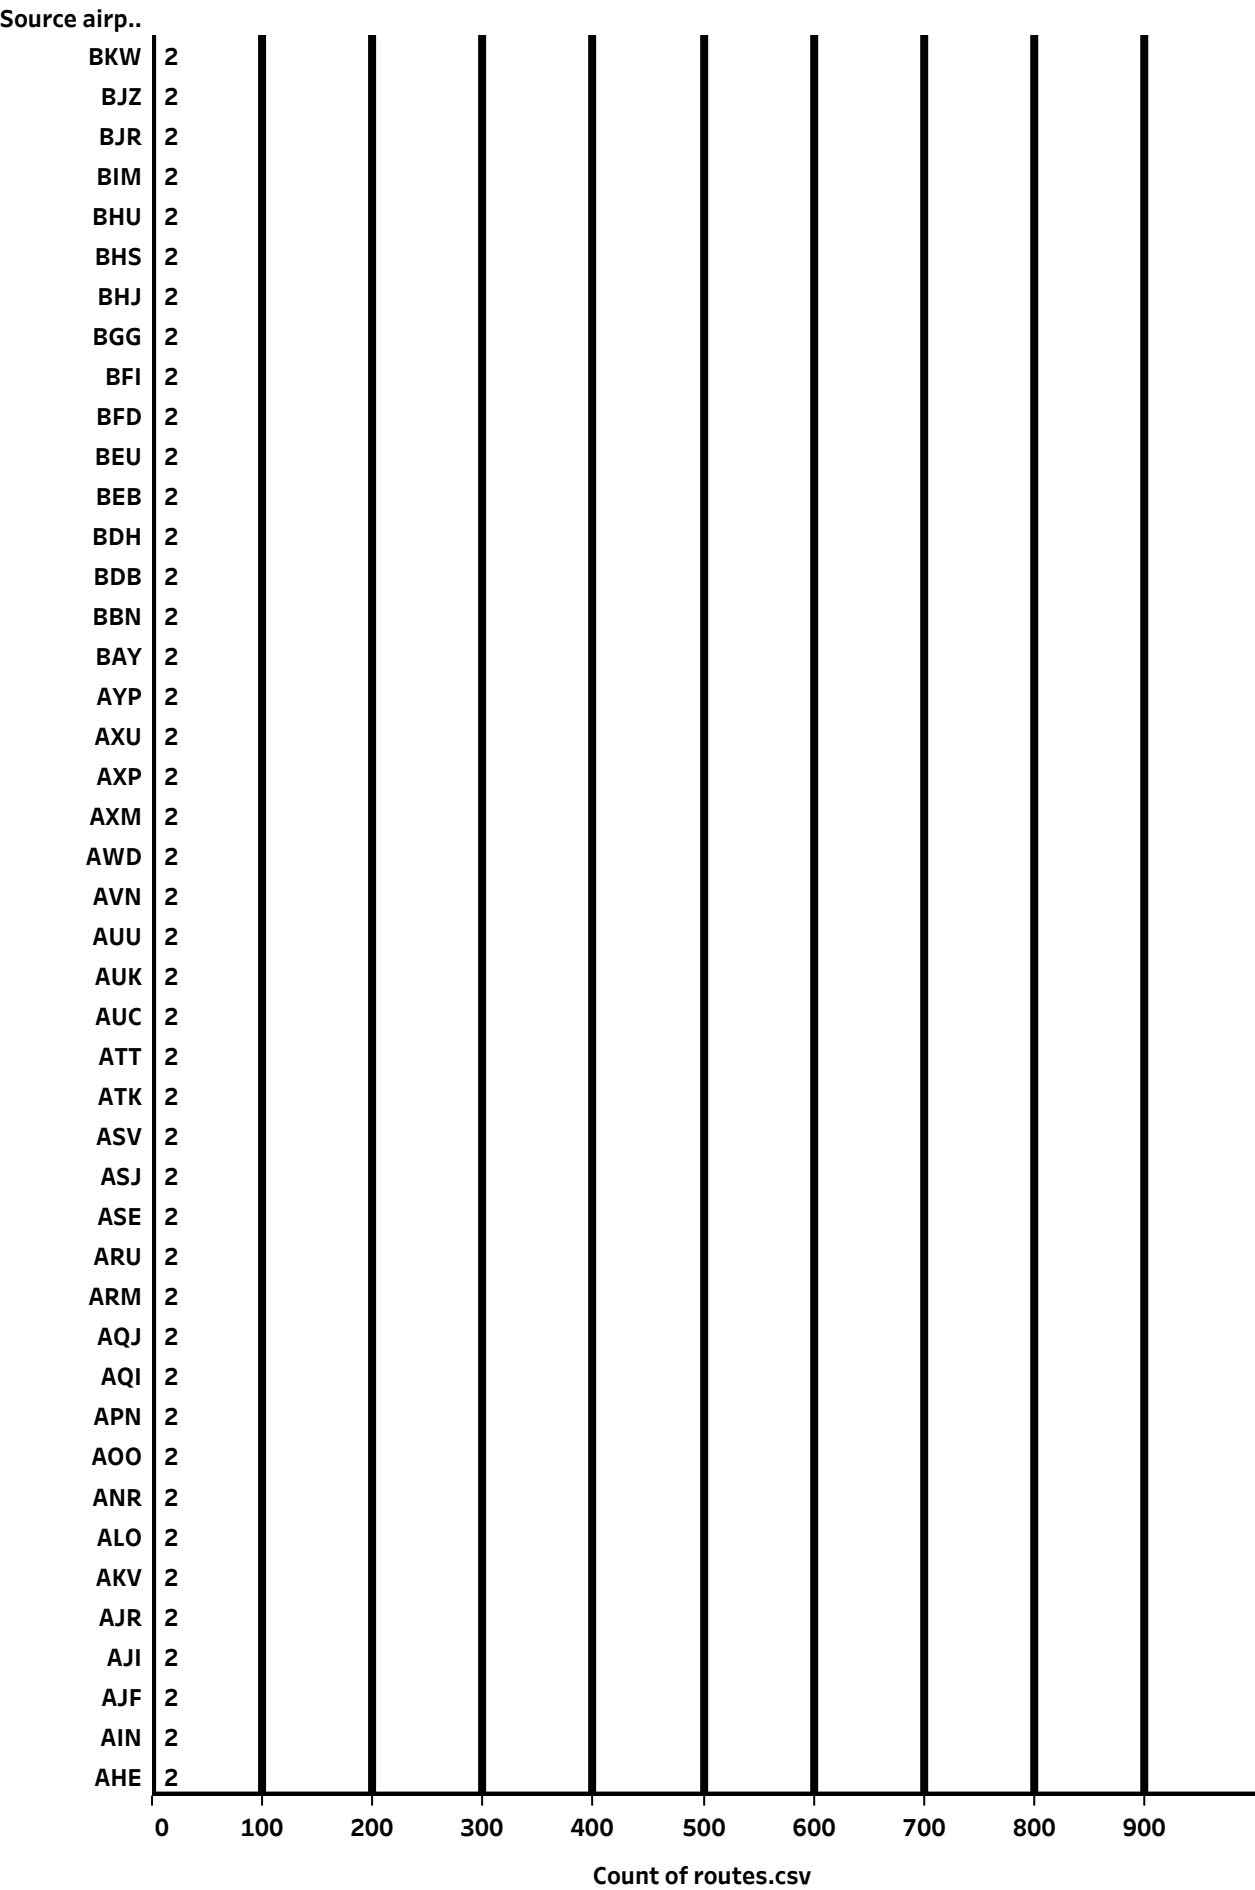 Source airp..
BKW 2
BJZ 2
BJR 2
BIM 2
BHU 2
BHS 2
BHJ 2
BGG 2
BFI 2
BFD 2
BEU 2
BEB 2
BDH 2
BDB 2
BBN 2
BAY 2
AYP 2
AXU 2
AXP 2
AXM 2
AWD 2
AVN 2
AUU 2
AUK 2
AUC 2
ATT 2
ATK 2
ASV 2
ASJ 2
ASE 2
ARU 2
ARM 2
AQJ 2
AQI 2
APN 2
AOO 2
ANR 2
ALO 2
AKV 2
AJR 2
AJI 2
AJF 2
AIN 2
AHE 2
0 100 200 300 400 500 600 700 800 900
Count of routes.csv